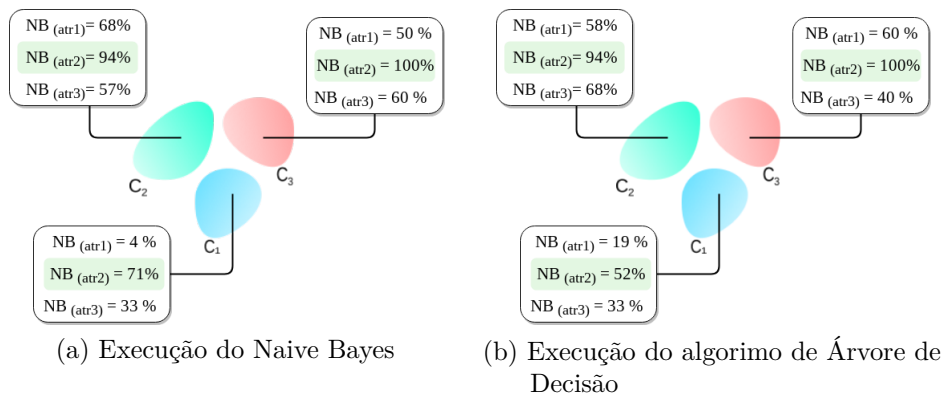 NB (atr1)= 68%
NB (atr2)= 94%
NB (atr3)= 57%
NB (atr1) = 50 %
NB (atr2) = 100%
NB (atr3) = 60 %
C2
C3
C1
NB (atr1) = 4 %
NB (atr2) = 71%
NB (atr3) = 33 %
(a) Execução do Naive Bayes
NB (atr1)= 58%
NB (atr2)= 94%
NB (atr3)= 68%
NB (atr1) = 60 %
NB (atr2) = 100%
NB (atr3) = 40 %
C2
C3
C1
NB (atr1) = 19 %
NB (atr2) = 52%
NB (atr3) = 33 %
(b) Execução do algorimo de Árvore de
Decisão